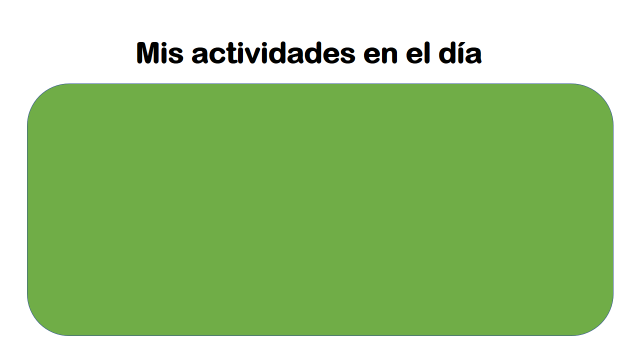 Mis actividades en el día